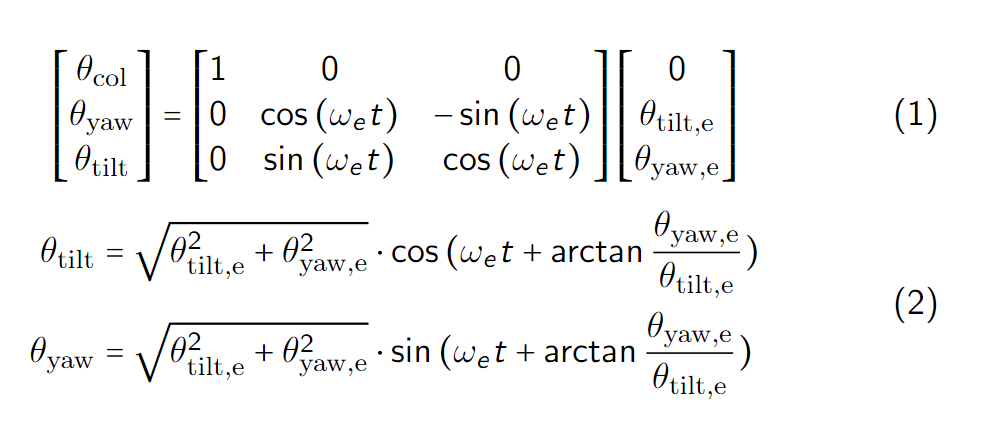 [θ_col; θ_yaw; θ_tilt] = [1 0 0; 0 cos (ω_e t) − sin (ω_e t); 0 sin (ω_e t) cos (ω_e t)] [0; θ_tilt,e; θ_yaw,e] (1)
θ_tilt = √(θ²_tilt,e + θ²_yaw,e) · cos (ω_e t + arctan θ_yaw,e / θ_tilt,e)
(2)
θ_yaw = √(θ²_tilt,e + θ²_yaw,e) · sin (ω_e t + arctan θ_yaw,e / θ_tilt,e)